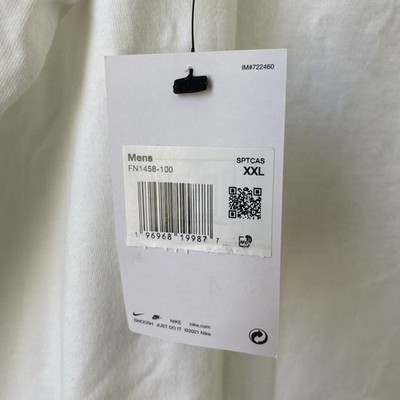 IM#722460
Mens
SPTCAS
FN1458-100
XXL
1 96968 19987 7
NIKE nike.com
SWOOSH JUST DO IT ©2021 Nike